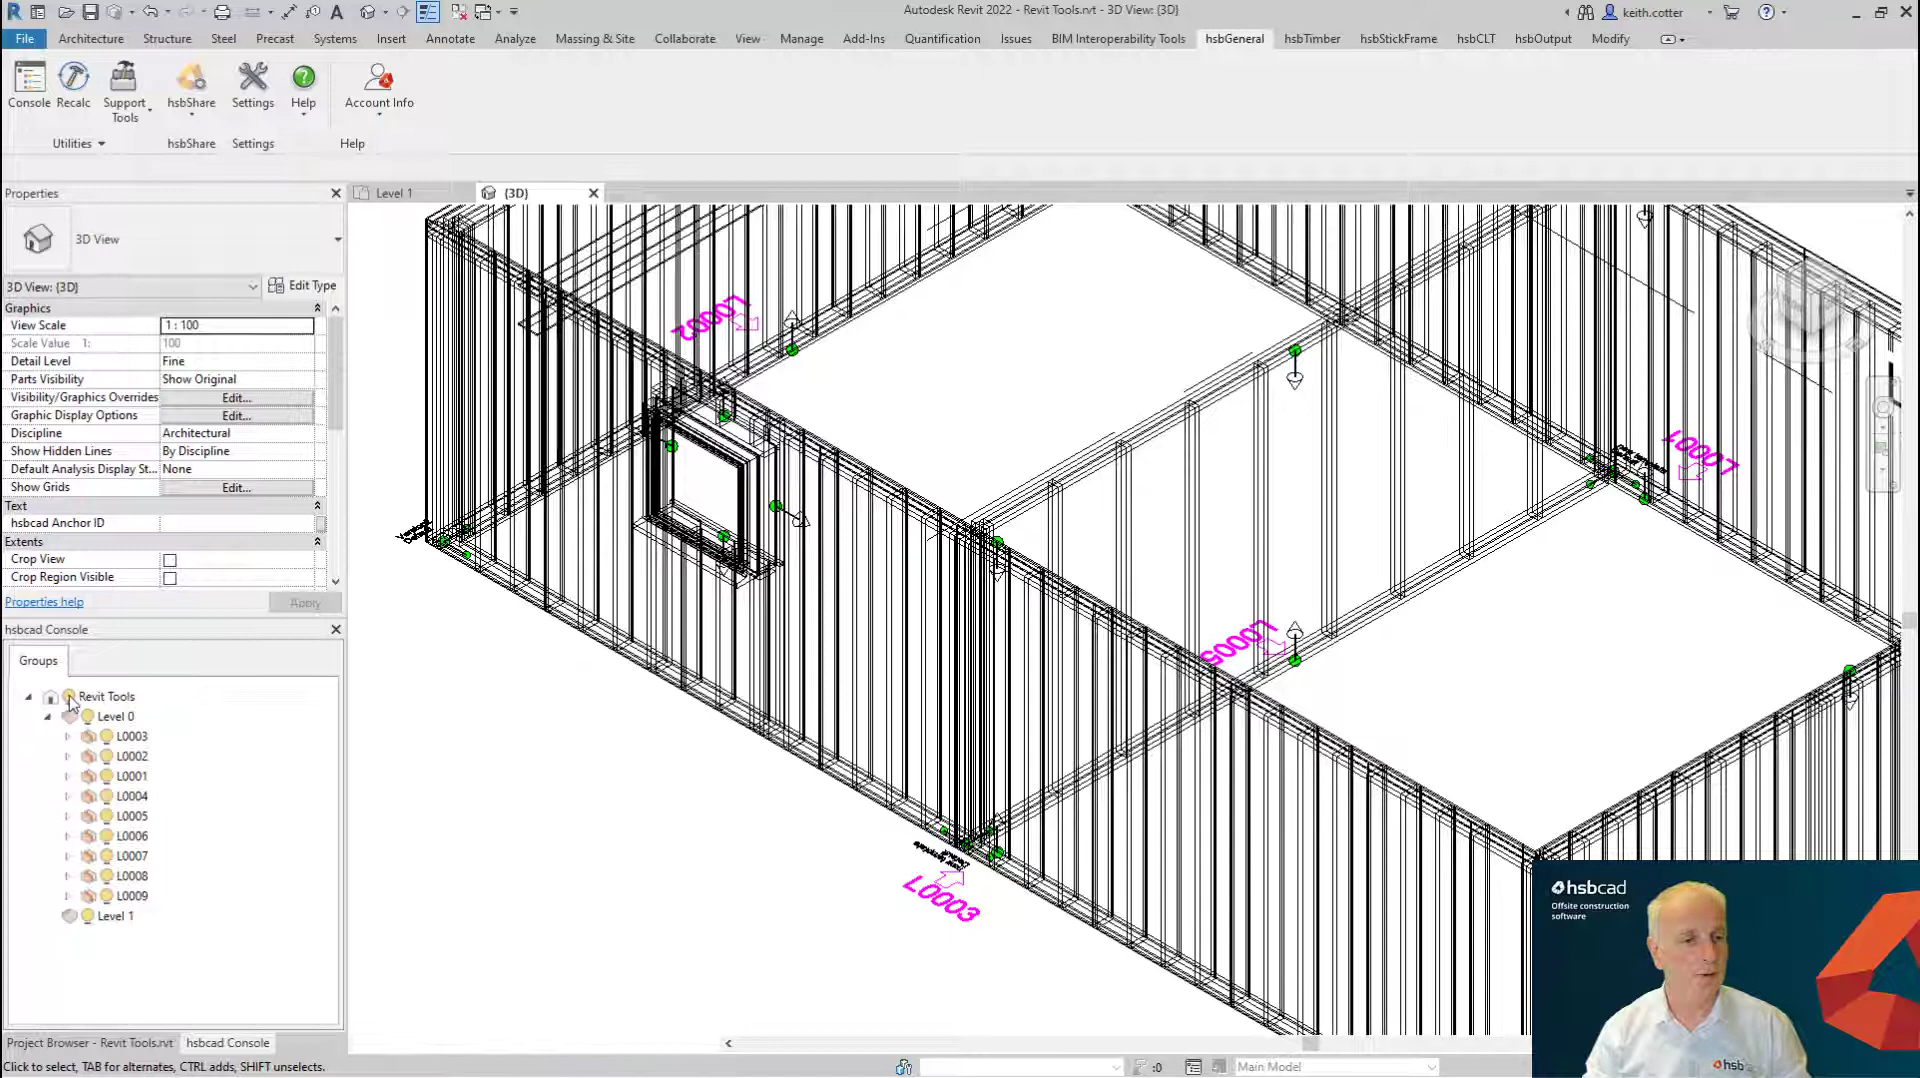 Autodesk Revit 2022 - Revit Tools.rvt - 3D View: {3D}
keith.cotter
File Architecture Structure Steel Precast Systems Insert Annotate Analyze Massing & Site Collaborate View Manage Add-Ins Quantification Issues BIM Interoperability Tools hsbGeneral hsbTimber hsbStickFrame hsbCLT hsbOutput Modify
Console Recalc Support Tools hsbShare Settings Help Account Info
Utilities hsbShare Settings Help
Properties
Level 1 {3D}
3D View
3D View: {3D} Edit Type
Graphics
View Scale 1 : 100
Scale Value 1: 100
Detail Level Fine
Parts Visibility Show Original
Visibility/Graphics Overrides Edit...
Graphic Display Options Edit...
Discipline Architectural
Show Hidden Lines By Discipline
Default Analysis Display St... None
Show Grids Edit...
Text
hsbcad Anchor ID
Extents
Crop View
Crop Region Visible
Properties help Apply
hsbcad Console
Groups
Revit Tools
Level 0
L0003
L0002
L0001
L0004
L0005
L0006
L0007
L0008
L0009
Level 1
L0002
L0001
L0005
L0003
hsbcad
Offsite construction
software
hsb
Project Browser - Revit Tools.rvt hsbcad Console
Click to select, TAB for alternates, CTRL adds, SHIFT unselects.
:0 Main Model